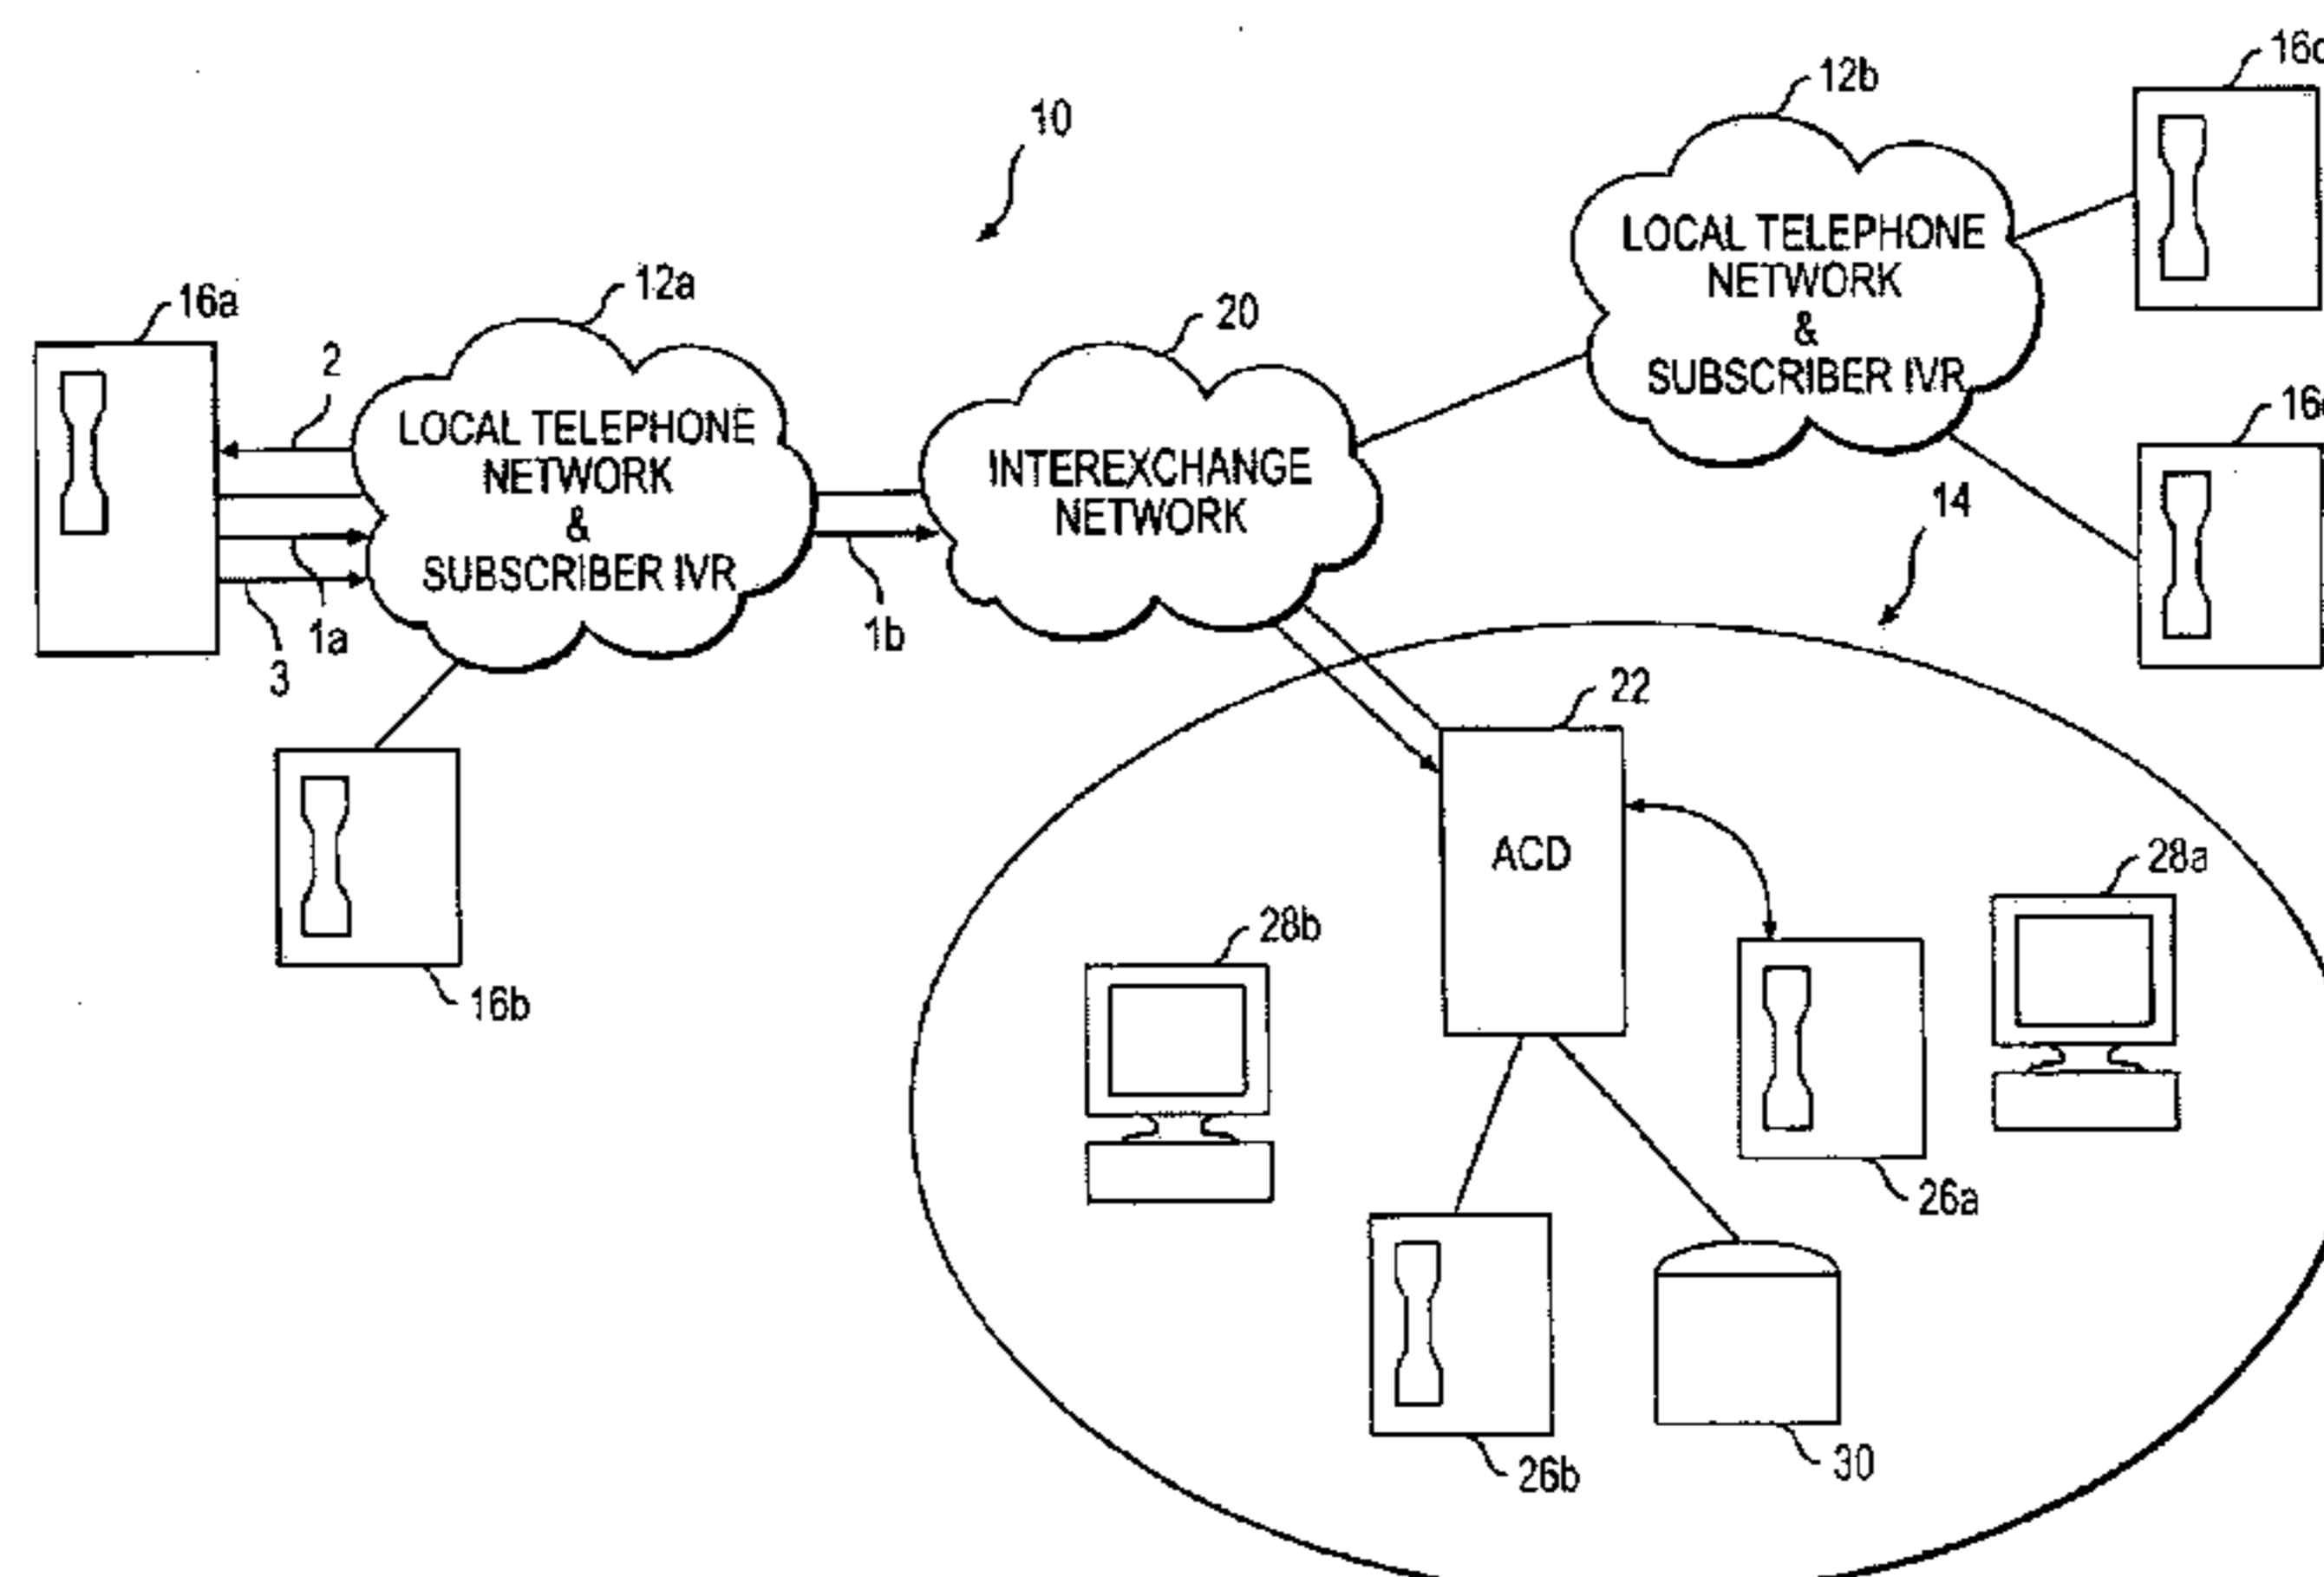 10
12b
LOCAL TELEPHONE
NETWORK
&
SUBSCRIBER IVR
12a
16a
2
LOCAL TELEPHONE
NETWORK
&
SUBSCRIBER IVR
20
INTEREXCHANGE
NETWORK
14
1a
3
1b
22
ACD
16b
28b
28a
26a
26b
30